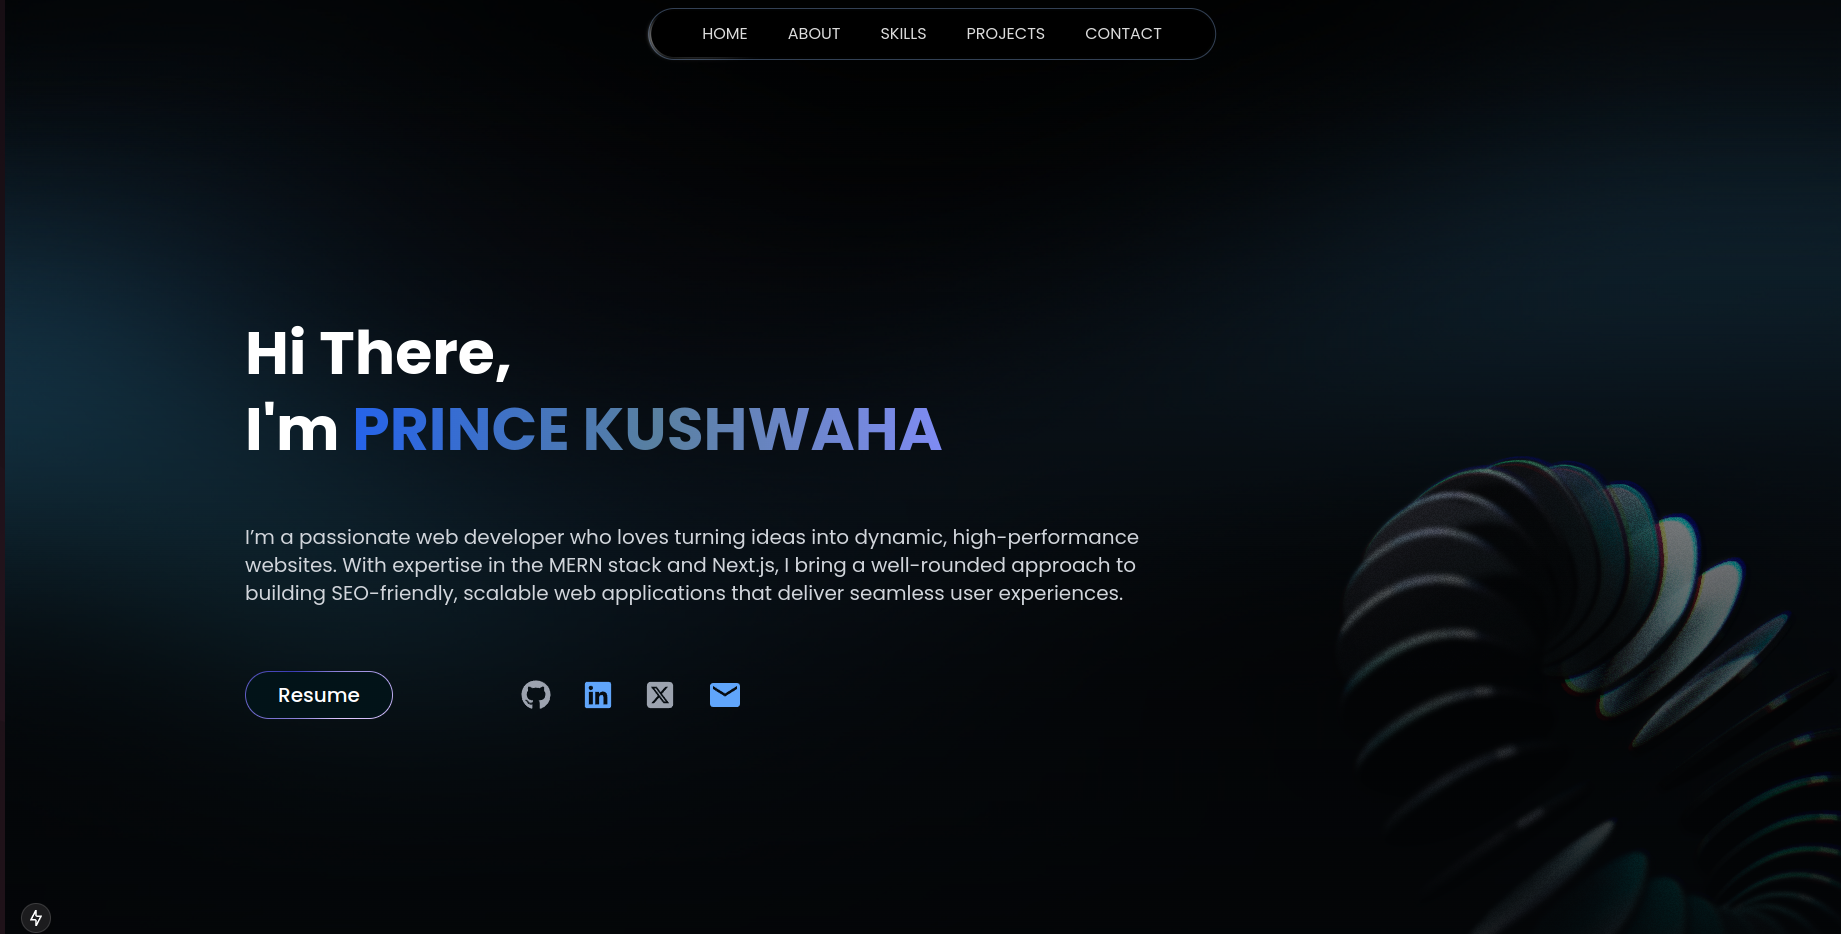 HOME ABOUT SKILLS PROJECTS CONTACT
Hi There,
I'm PRINCE KUSHWAHA
I’m a passionate web developer who loves turning ideas into dynamic, high-performance
websites. With expertise in the MERN stack and Next.js, I bring a well-rounded approach to
building SEO-friendly, scalable web applications that deliver seamless user experiences.
Resume